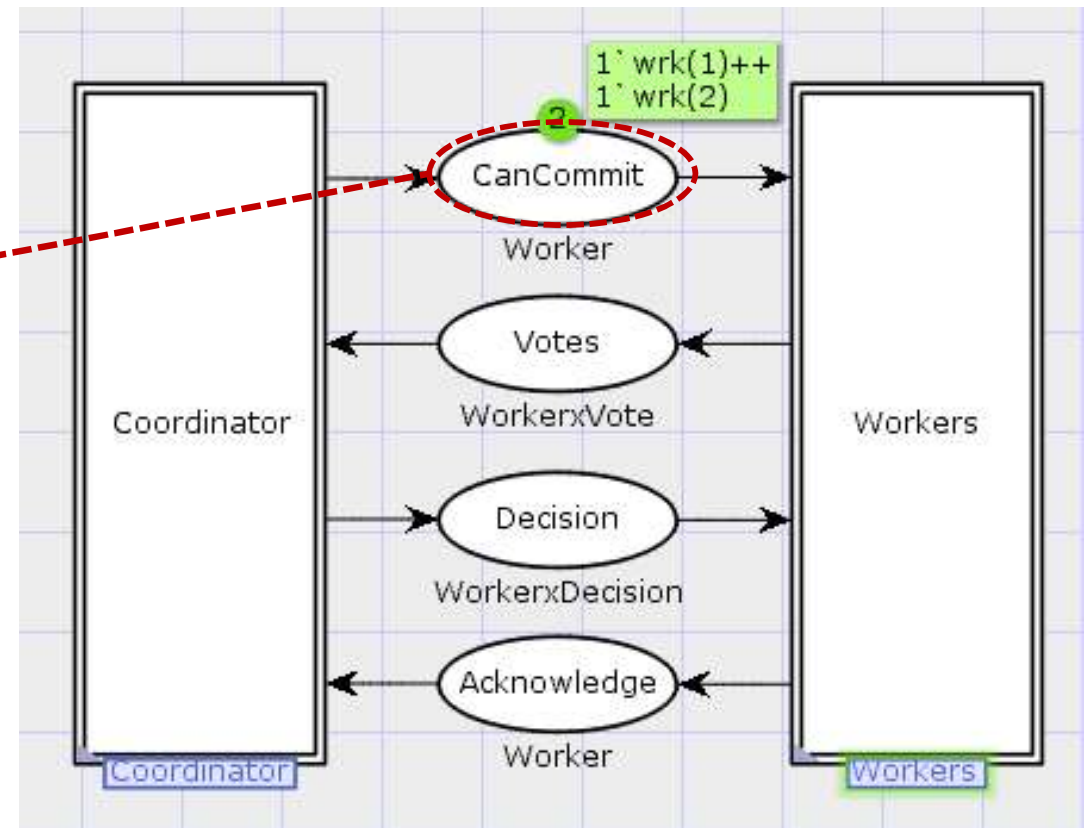 1`wrk(1)++
1`wrk(2)
2
CanCommit
Worker
Votes
WorkerxVote
Coordinator
Workers
Decision
WorkerxDecision
Acknowledge
Worker
Coordinator
Workers